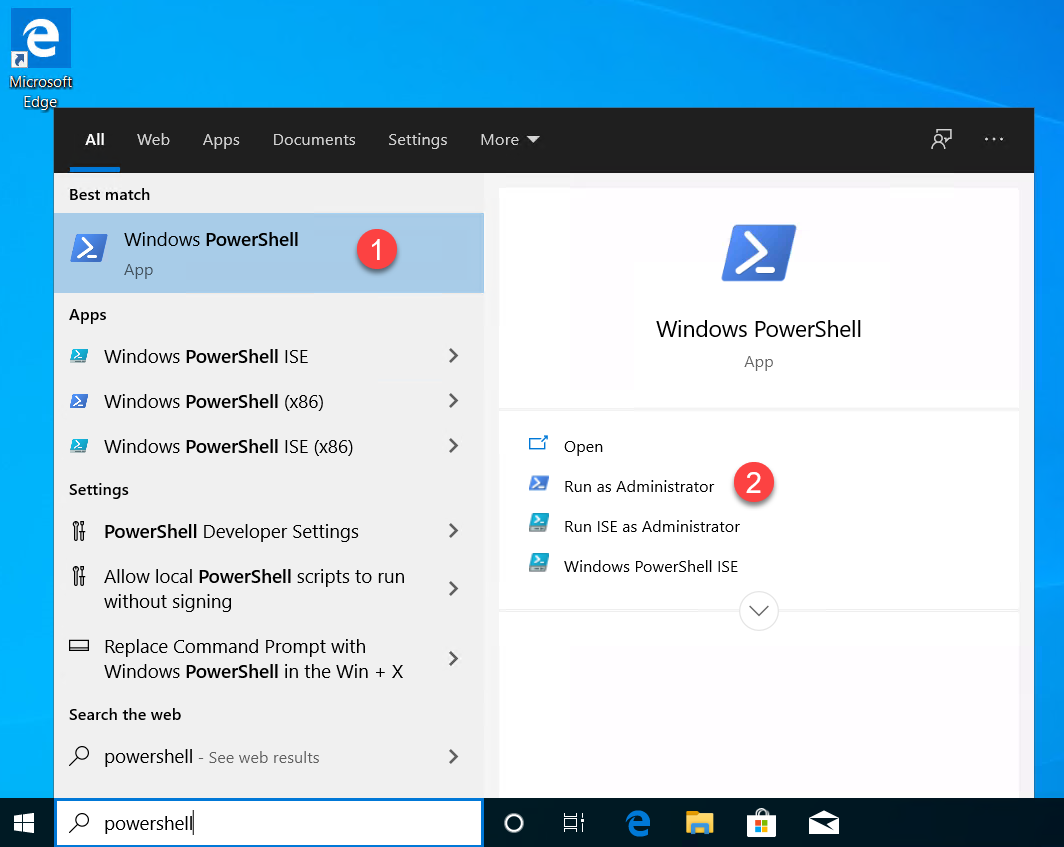 Microsoft
Edge
All Web Apps Documents Settings More
Best match
Windows PowerShell
App
1
Apps
Windows PowerShell ISE
Windows PowerShell (x86)
Windows PowerShell ISE (x86)
Settings
PowerShell Developer Settings
Allow local PowerShell scripts to run
without signing
Replace Command Prompt with
Windows PowerShell in the Win + X
Search the web
powershell - See web results
Windows PowerShell
App
Open
Run as Administrator
2
Run ISE as Administrator
Windows PowerShell ISE
powershell